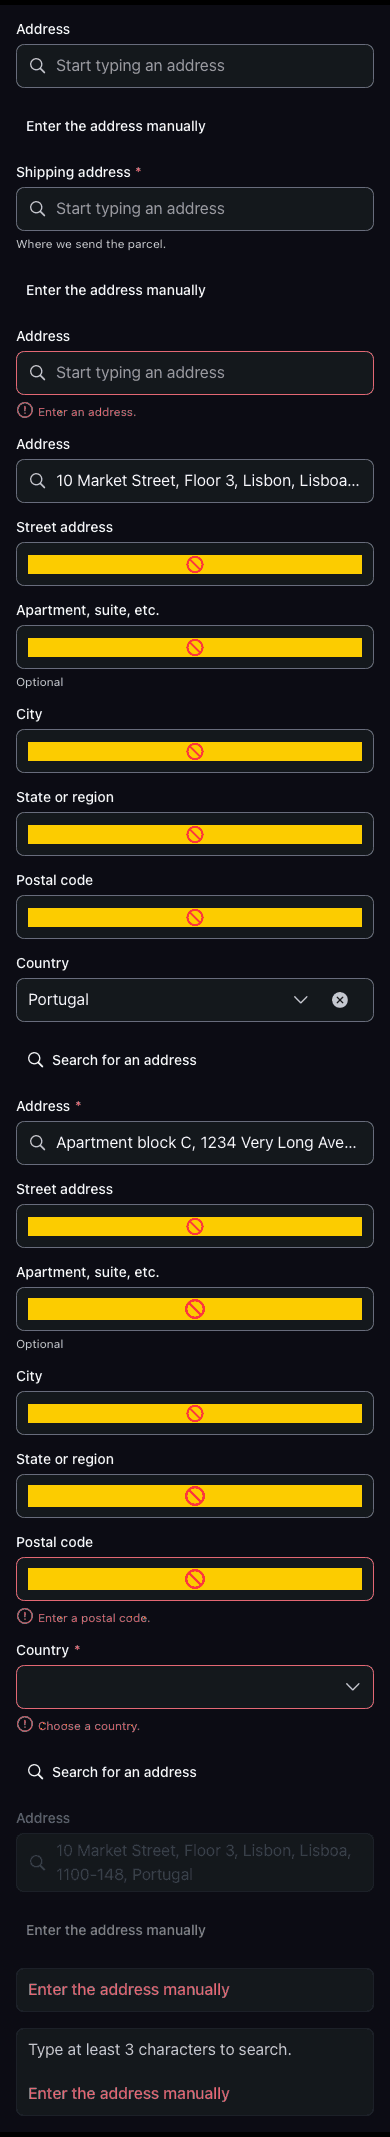 Address
Start typing an address
Enter the address manually
Shipping address *
Start typing an address
Where we send the parcel.
Enter the address manually
Address
Start typing an address
Enter an address.
Address
10 Market Street, Floor 3, Lisbon, Lisboa...
Street address
Apartment, suite, etc.
Optional
City
State or region
Postal code
Country
Portugal
Search for an address
Address *
Apartment block C, 1234 Very Long Ave...
Street address
Apartment, suite, etc.
Optional
City
State or region
Postal code
Enter a postal code.
Country *
Choose a country.
Search for an address
Address
10 Market Street, Floor 3, Lisbon, Lisboa,
1100-148, Portugal
Enter the address manually
Enter the address manually
Type at least 3 characters to search.
Enter the address manually